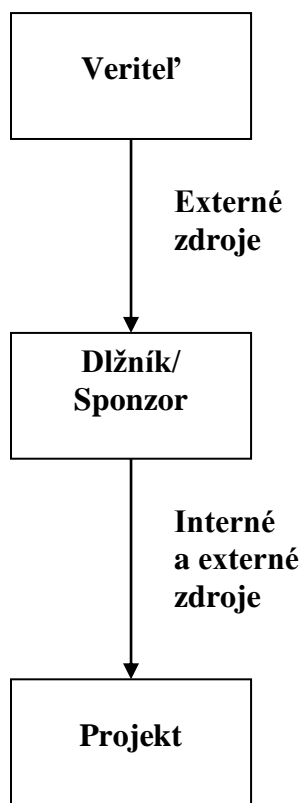 Veriteľ
Externé
zdroje
Dlžník/
Sponzor
Interné
a externé
zdroje
Projekt